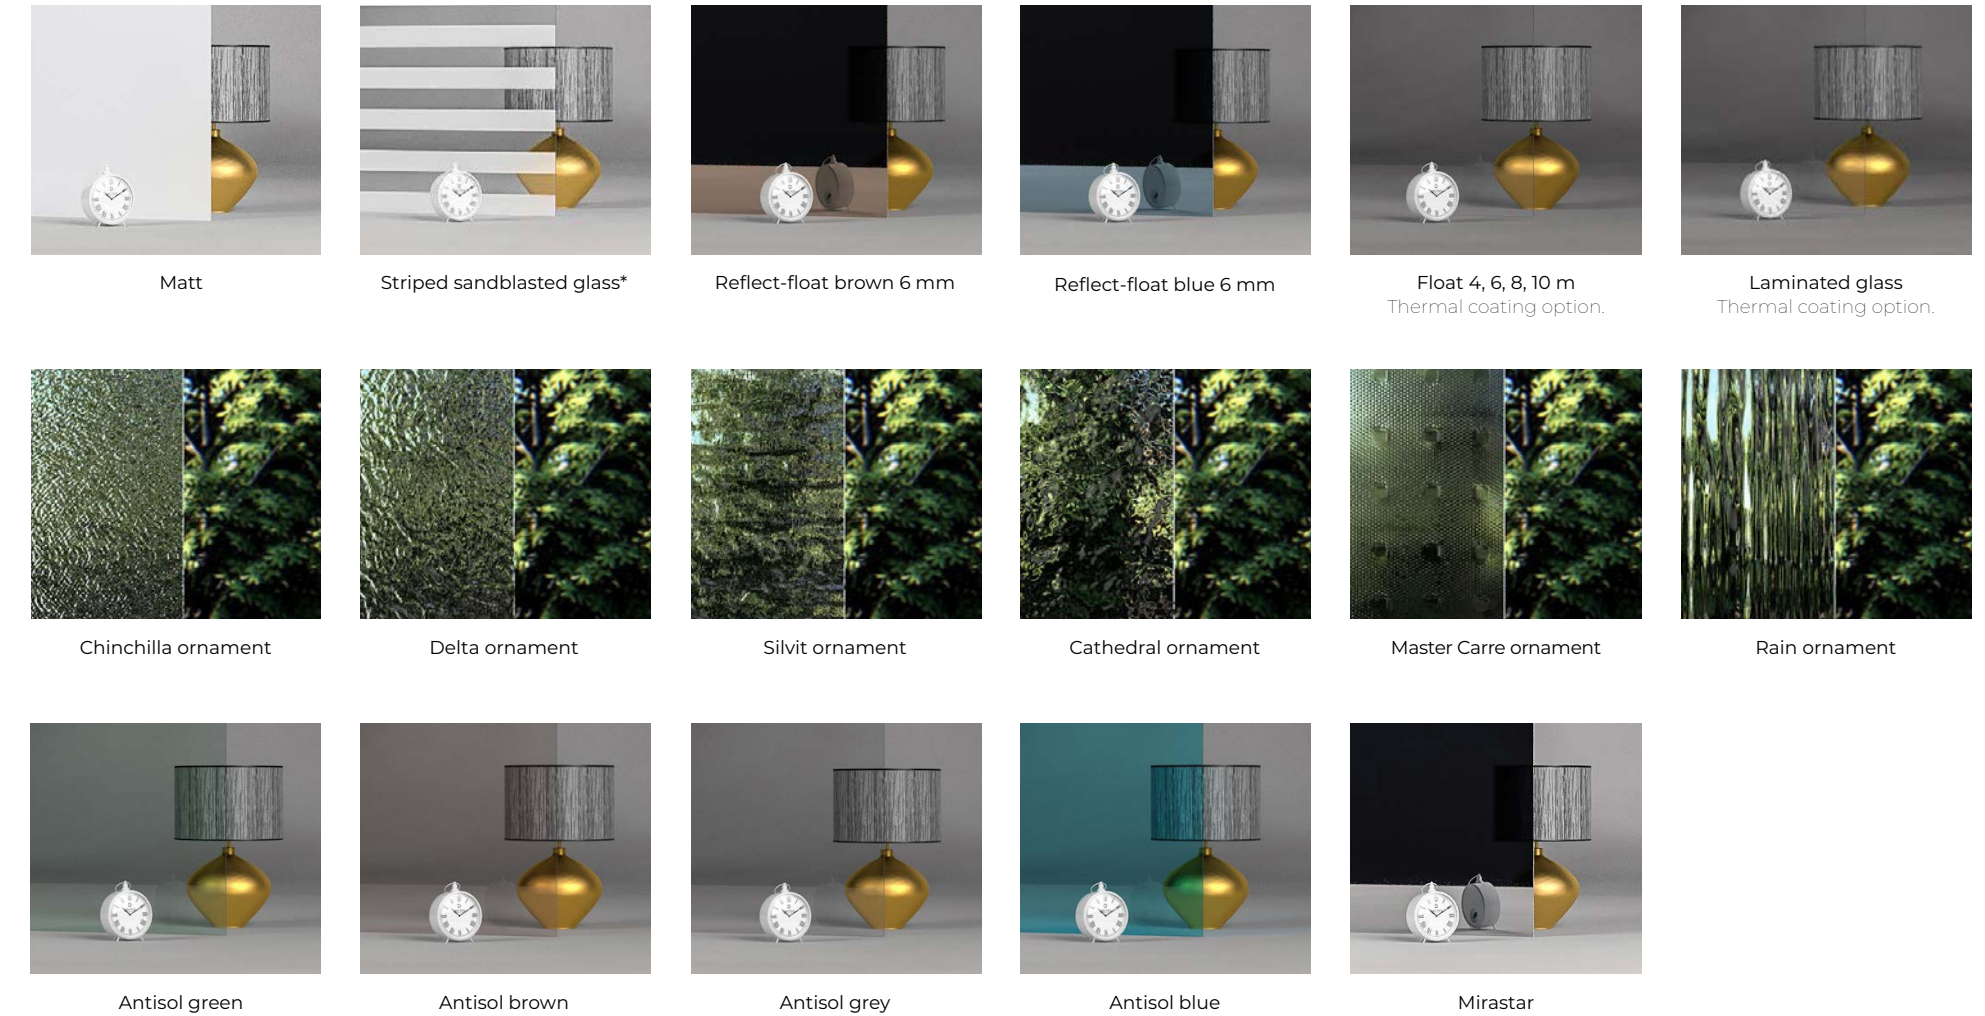 Matt
Striped sandblasted glass*
Reflect-float brown 6 mm
Reflect-float blue 6 mm
Float 4, 6, 8, 10 m
Thermal coating option.
Laminated glass
Thermal coating option.
Chinchilla ornament
Delta ornament
Silvit ornament
Cathedral ornament
Master Carre ornament
Rain ornament
Antisol green
Antisol brown
Antisol grey
Antisol blue
Mirastar